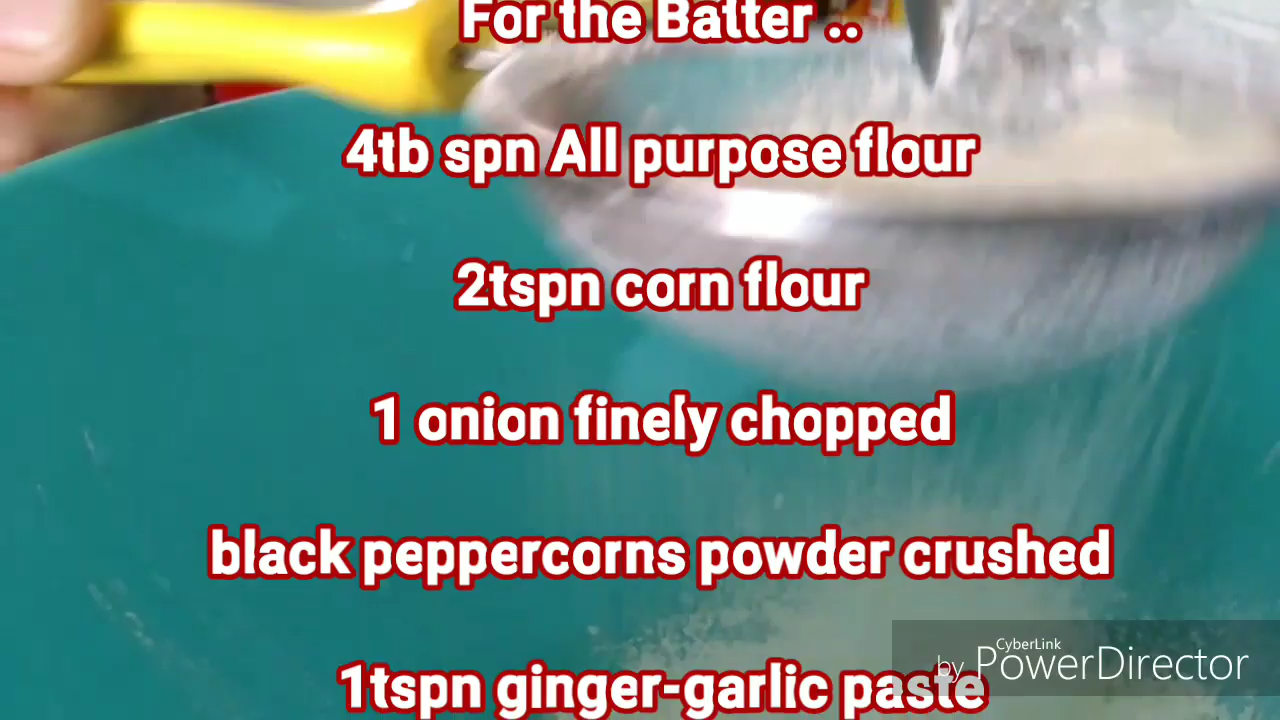 For the Batter ..
4tb spn All purpose flour
2tspn corn flour
1 onion finely chopped
black peppercorns powder crushed
1tspn ginger-garlic paste
CyberLink
by PowerDirector